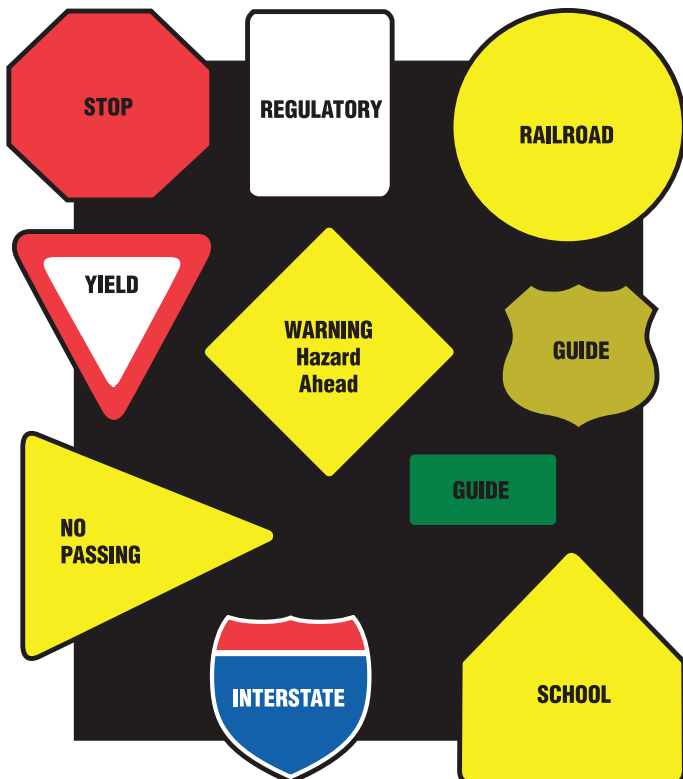 STOP
REGULATORY
RAILROAD
YIELD
WARNING
Hazard
Ahead
GUIDE
GUIDE
NO
PASSING
INTERSTATE
SCHOOL